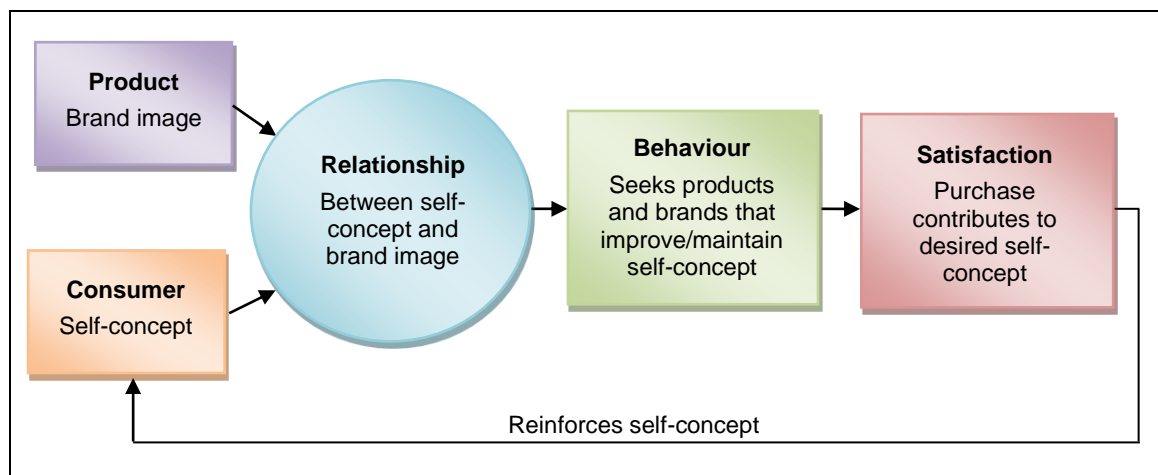 Product
Brand image
Consumer
Self-concept
Relationship
Between self-
concept and
brand image
Behaviour
Seeks products
and brands that
improve/maintain
self-concept
Satisfaction
Purchase
contributes to
desired self-
concept
Reinforces self-concept